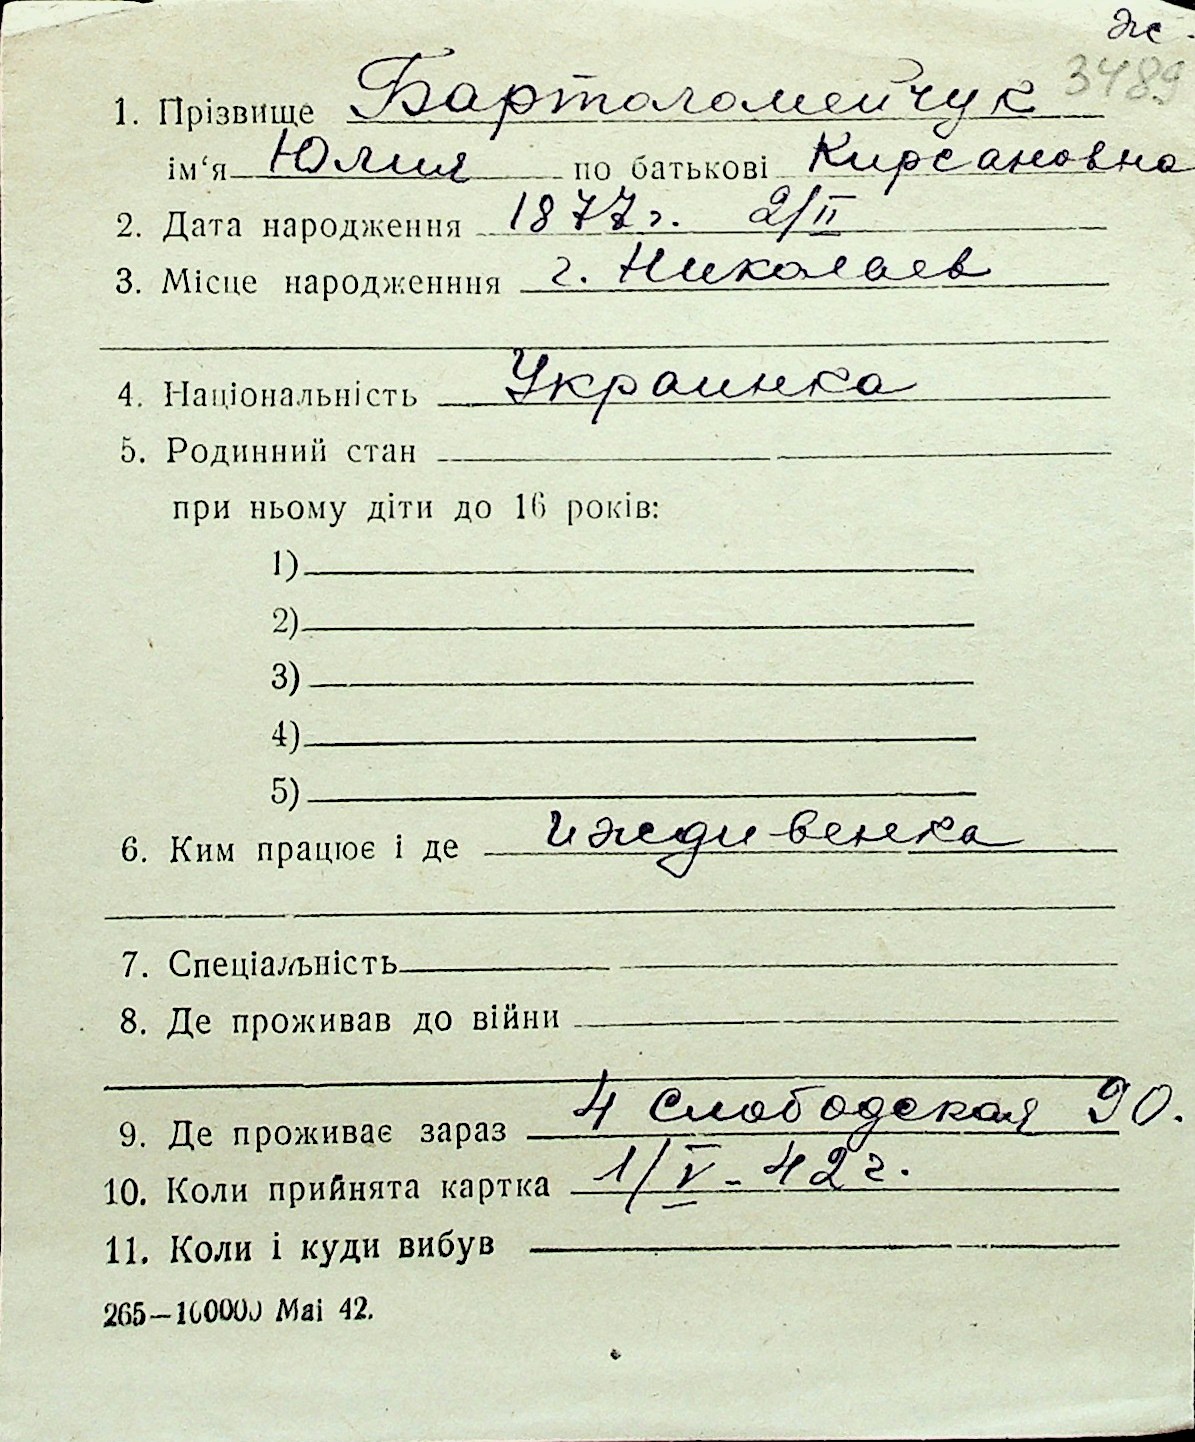 ж.
3489
1. Прізвище Бартоломейчук
ім‘я Юлия по батькові Кирсановна
2. Дата народження 1877 г. 2/II
3. Місце народженння г. Николаев
4. Національність Украинка
5. Родинний стан
при ньому діти до 16 років:
1)
2)
3)
4)
5)
6. Ким працює і де иждивенка
7. Спеціальність
8. Де проживав до війни
9. Де проживає зараз 4 Слободская 90.
10. Коли прийнята картка 1/V - 42 г.
11. Коли і куди вибув
265—100000 Mai 42.